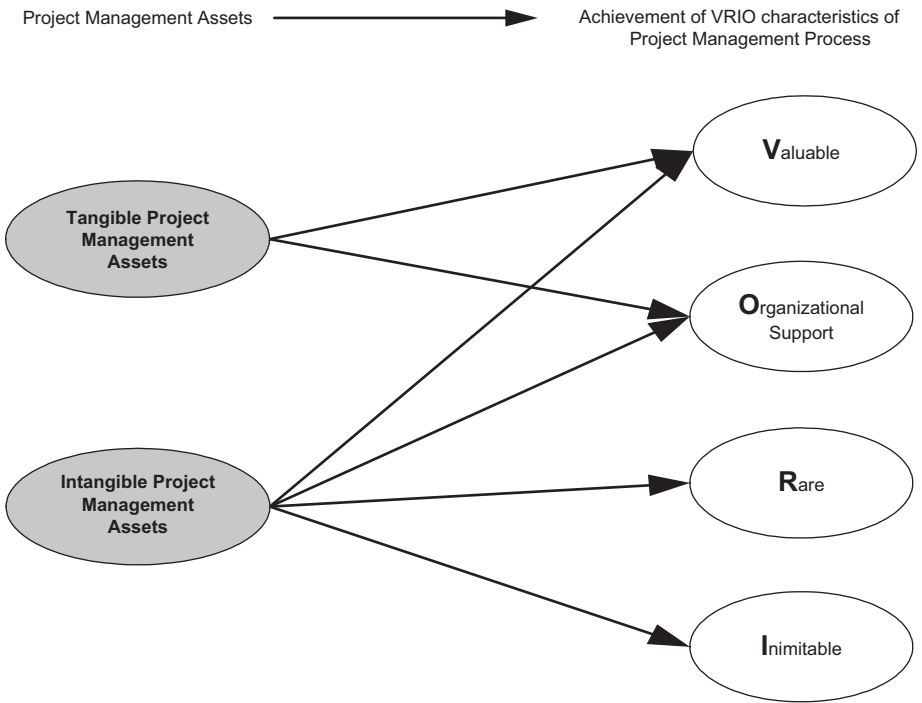 Project Management Assets
Achievement of VRIO characteristics of
Project Management Process
Valuable
Tangible Project
Management
Assets
Organizational
Support
Intangible Project
Management
Assets
Rare
Inimitable